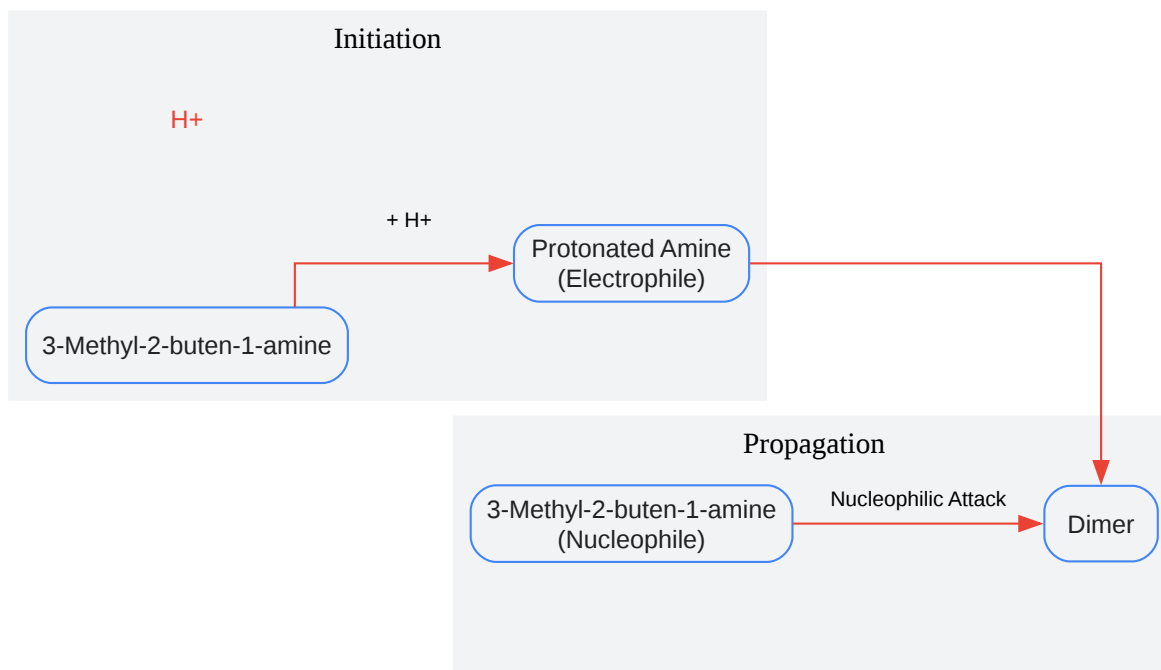 Initiation
H+
+ H+
Protonated Amine
(Electrophile)
3-Methyl-2-buten-1-amine
Propagation
3-Methyl-2-buten-1-amine
(Nucleophile)
Nucleophilic Attack
Dimer